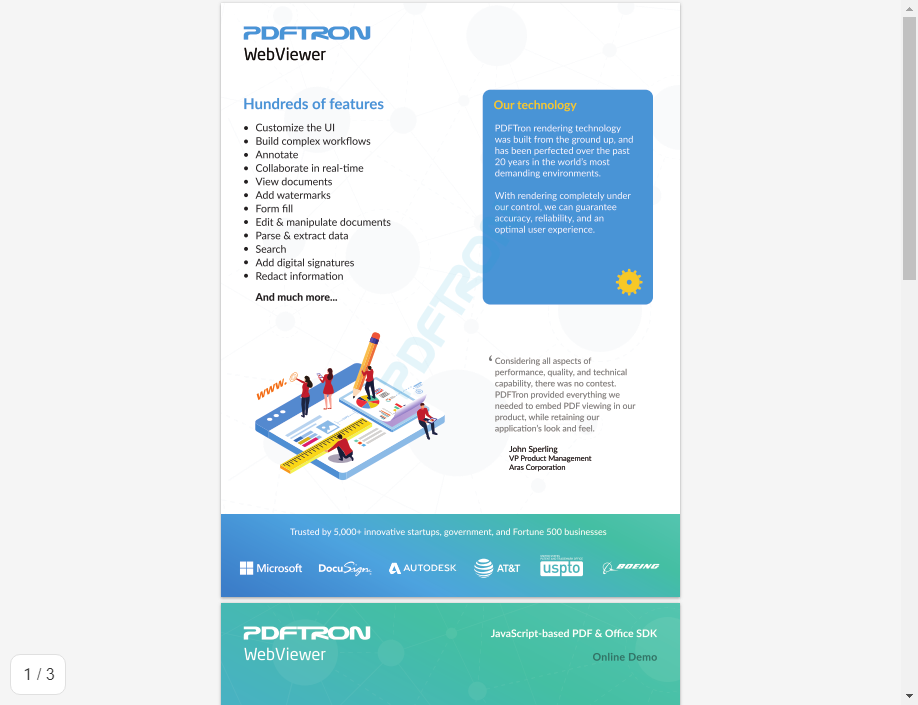 PDFTRON
WebViewer
Hundreds of features
• Customize the UI
• Build complex workflows
• Annotate
• Collaborate in real-time
• View documents
• Add watermarks
• Form fill
• Edit & manipulate documents
• Parse & extract data
• Search
• Add digital signatures
• Redact information
And much more...
Our technology
PDFTron rendering technology
was built from the ground up, and
has been perfected over the past
20 years in the world's most
demanding environments.
With rendering completely under
our control, we can guarantee
accuracy, reliability, and an
optimal user experience.
PDFTRON
www.
‘ Considering all aspects of
performance, quality, and technical
capability, there was no contest.
PDFTron provided everything we
needed to embed PDF viewing in our
product, while retaining our
application's look and feel.
John Sperling
VP Product Management
Aras Corporation
Trusted by 5,000+ innovative startups, government, and Fortune 500 businesses
Microsoft DocuSign AUTODESK AT&T uspto BOEING
PDFTRON
WebViewer
JavaScript-based PDF & Office SDK
Online Demo
1 / 3